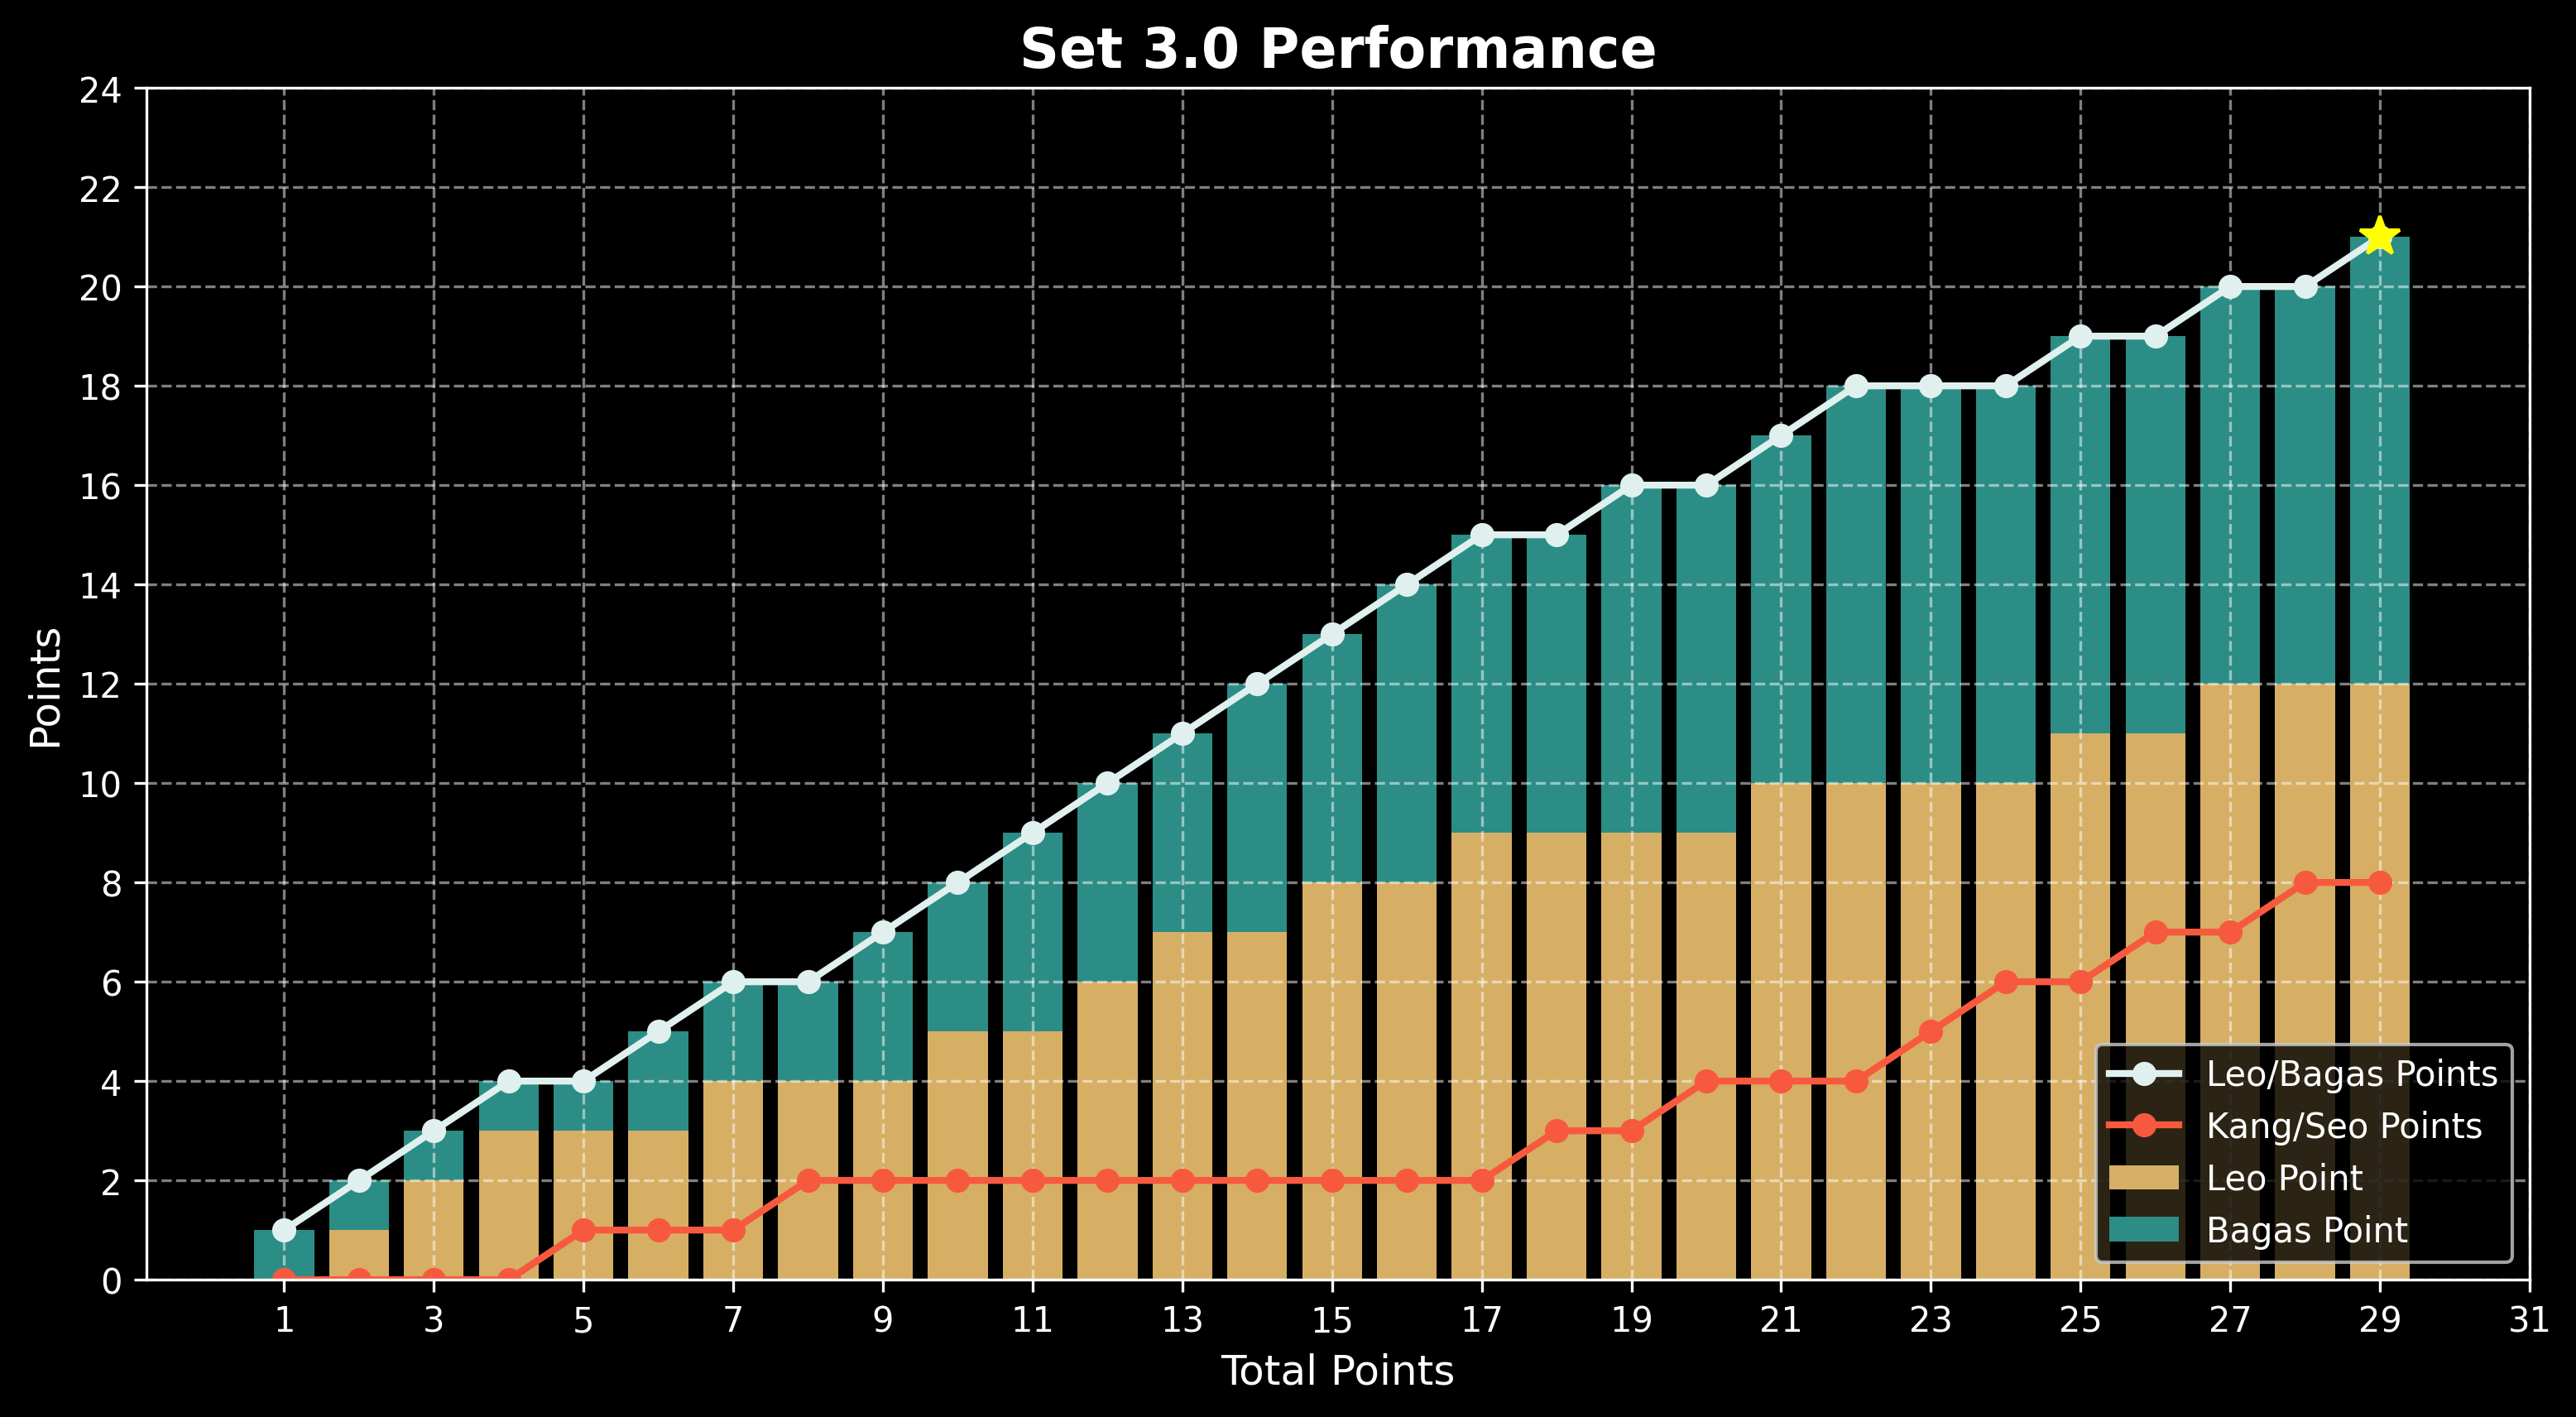 Set 3.0 Performance
24
22
20
18
16
14
12
10
8
6
4
2
0
Points
1 3 5 7 9 11 13 15 17 19 21 23 25 27 29 31
Total Points
Leo/Bagas Points
Kang/Seo Points
Leo Point
Bagas Point